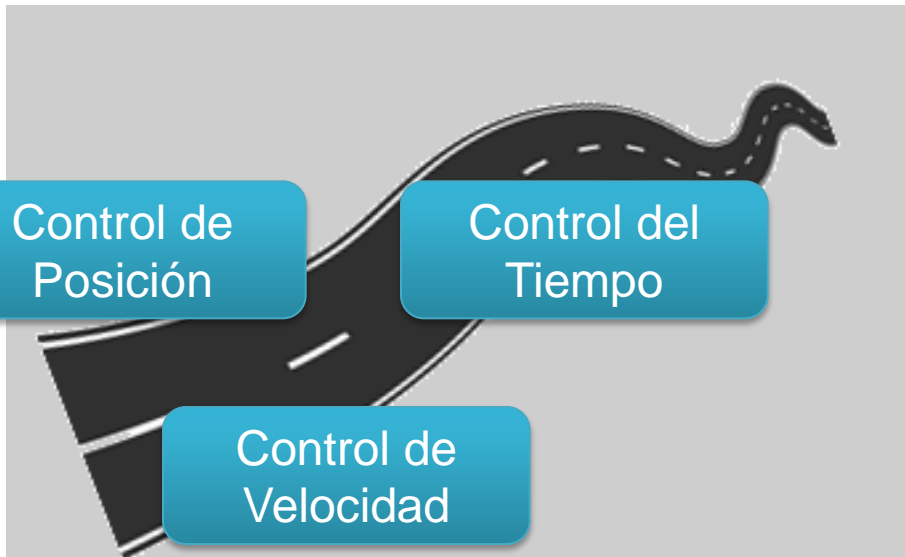 Control de
Posición
Control del
Tiempo
Control de
Velocidad